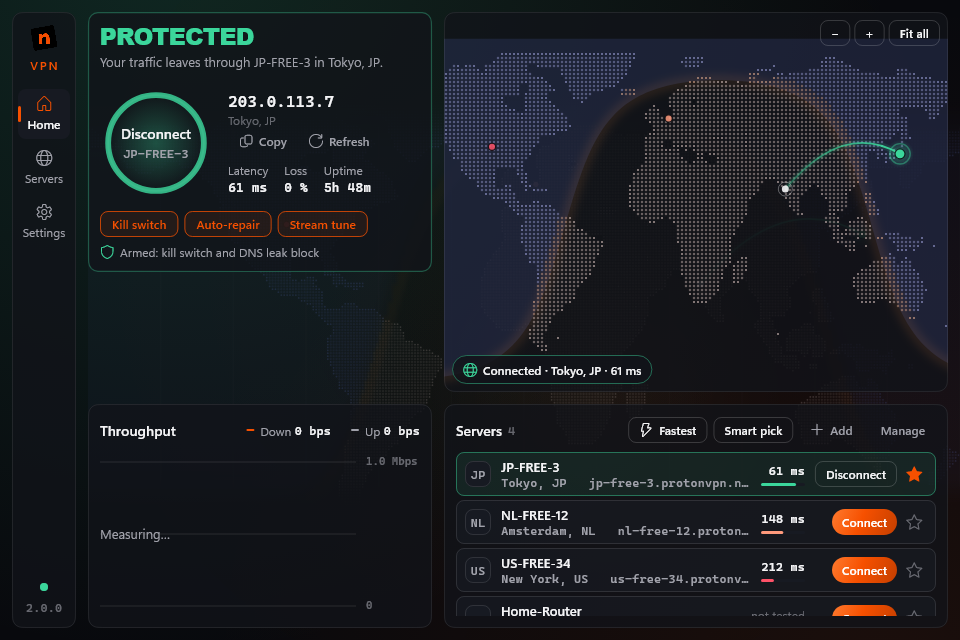 n
VPN
Home
Servers
Settings
2.0.0
PROTECTED
Your traffic leaves through JP-FREE-3 in Tokyo, JP.
Disconnect
JP-FREE-3
203.0.113.7
Tokyo, JP
Copy Refresh
Latency Loss Uptime
61 ms 0 % 5h 48m
Kill switch Auto-repair Stream tune
Armed: kill switch and DNS leak block
− + Fit all
Connected · Tokyo, JP · 61 ms
Throughput Down 0 bps Up 0 bps
1.0 Mbps
Measuring...
0
Servers 4 Fastest Smart pick Add Manage
JP JP-FREE-3 61 ms Disconnect
Tokyo, JP jp-free-3.protonvpn.n…
NL NL-FREE-12 148 ms Connect
Amsterdam, NL nl-free-12.proton…
US US-FREE-34 212 ms Connect
New York, US us-free-34.protonv…
Home-Router not tested